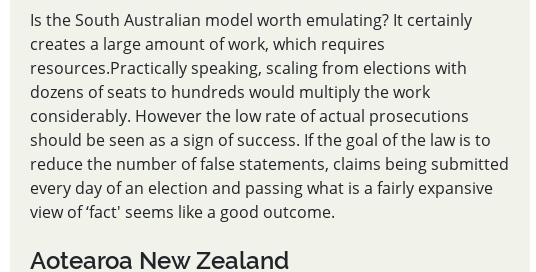 Is the South Australian model worth emulating? It certainly
creates a large amount of work, which requires
resources.Practically speaking, scaling from elections with
dozens of seats to hundreds would multiply the work
considerably. However the low rate of actual prosecutions
should be seen as a sign of success. If the goal of the law is to
reduce the number of false statements, claims being submitted
every day of an election and passing what is a fairly expansive
view of ‘fact' seems like a good outcome.
Aotearoa New Zealand